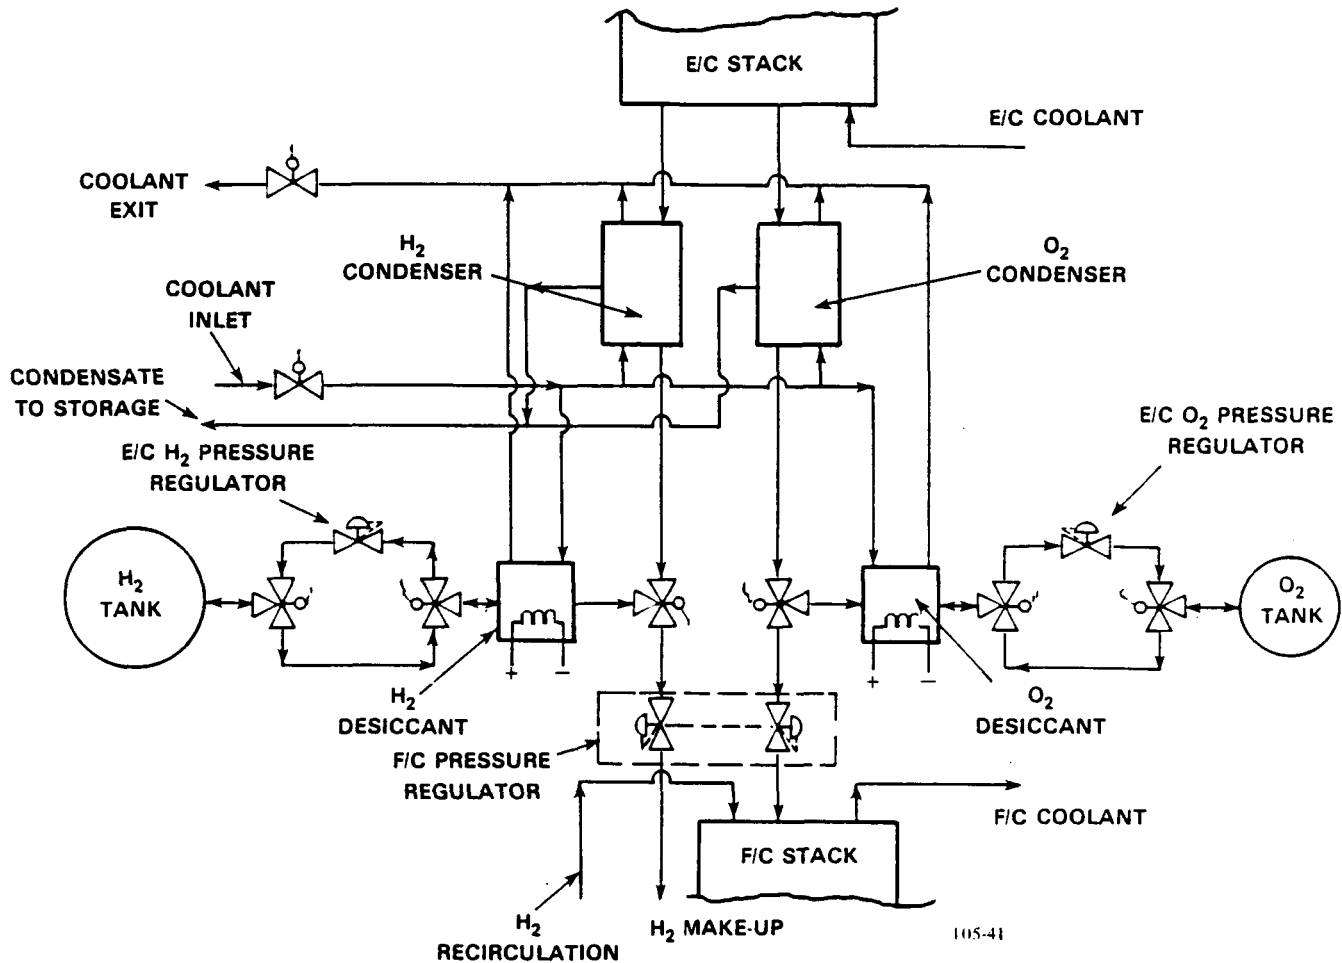 E/C STACK
E/C COOLANT
COOLANT
EXIT
H2
CONDENSER
O2
CONDENSER
COOLANT
INLET
CONDENSATE
TO STORAGE
E/C H2 PRESSURE
REGULATOR
E/C O2 PRESSURE
REGULATOR
H2
TANK
O2
TANK
+ −
+ −
H2
DESICCANT
O2
DESICCANT
F/C PRESSURE
REGULATOR
F/C COOLANT
F/C STACK
H2
RECIRCULATION
H2 MAKE-UP
105-41